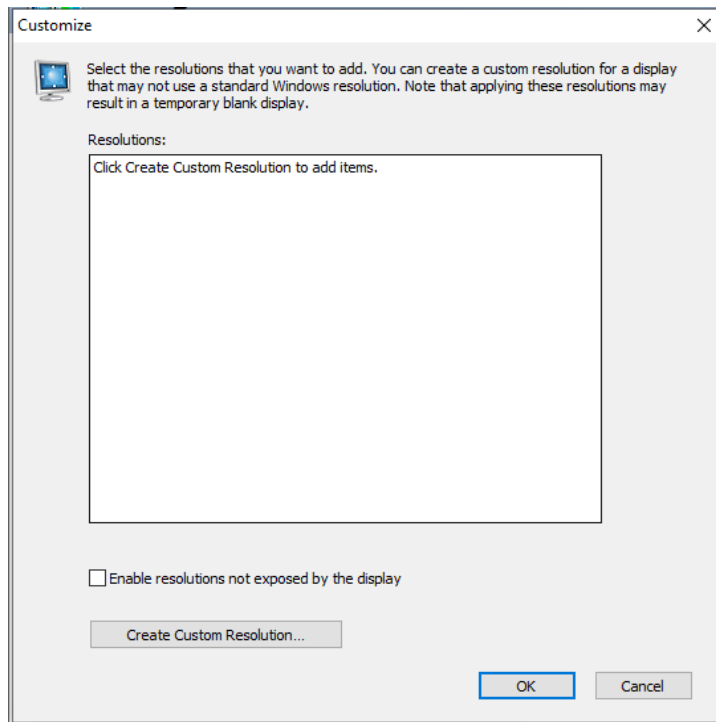 Customize
Select the resolutions that you want to add. You can create a custom resolution for a display
that may not use a standard Windows resolution. Note that applying these resolutions may
result in a temporary blank display.
Resolutions:
Click Create Custom Resolution to add items.
Enable resolutions not exposed by the display
Create Custom Resolution...
OK
Cancel